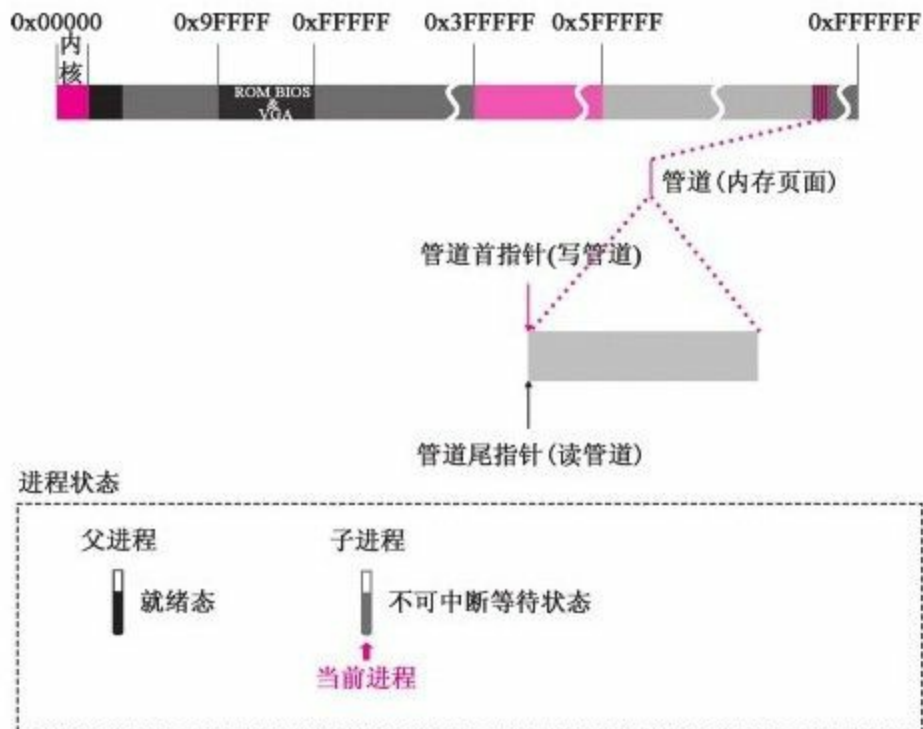 0x00000 0x9FFFF 0xFFFFF 0x3FFFFF 0x5FFFFF 0xFFFFFF
内
核
ROM BIOS
&
VGA
管道(内存页面)
管道首指针(写管道)
管道尾指针(读管道)
进程状态
父进程 子进程
就绪态 不可中断等待状态
当前进程